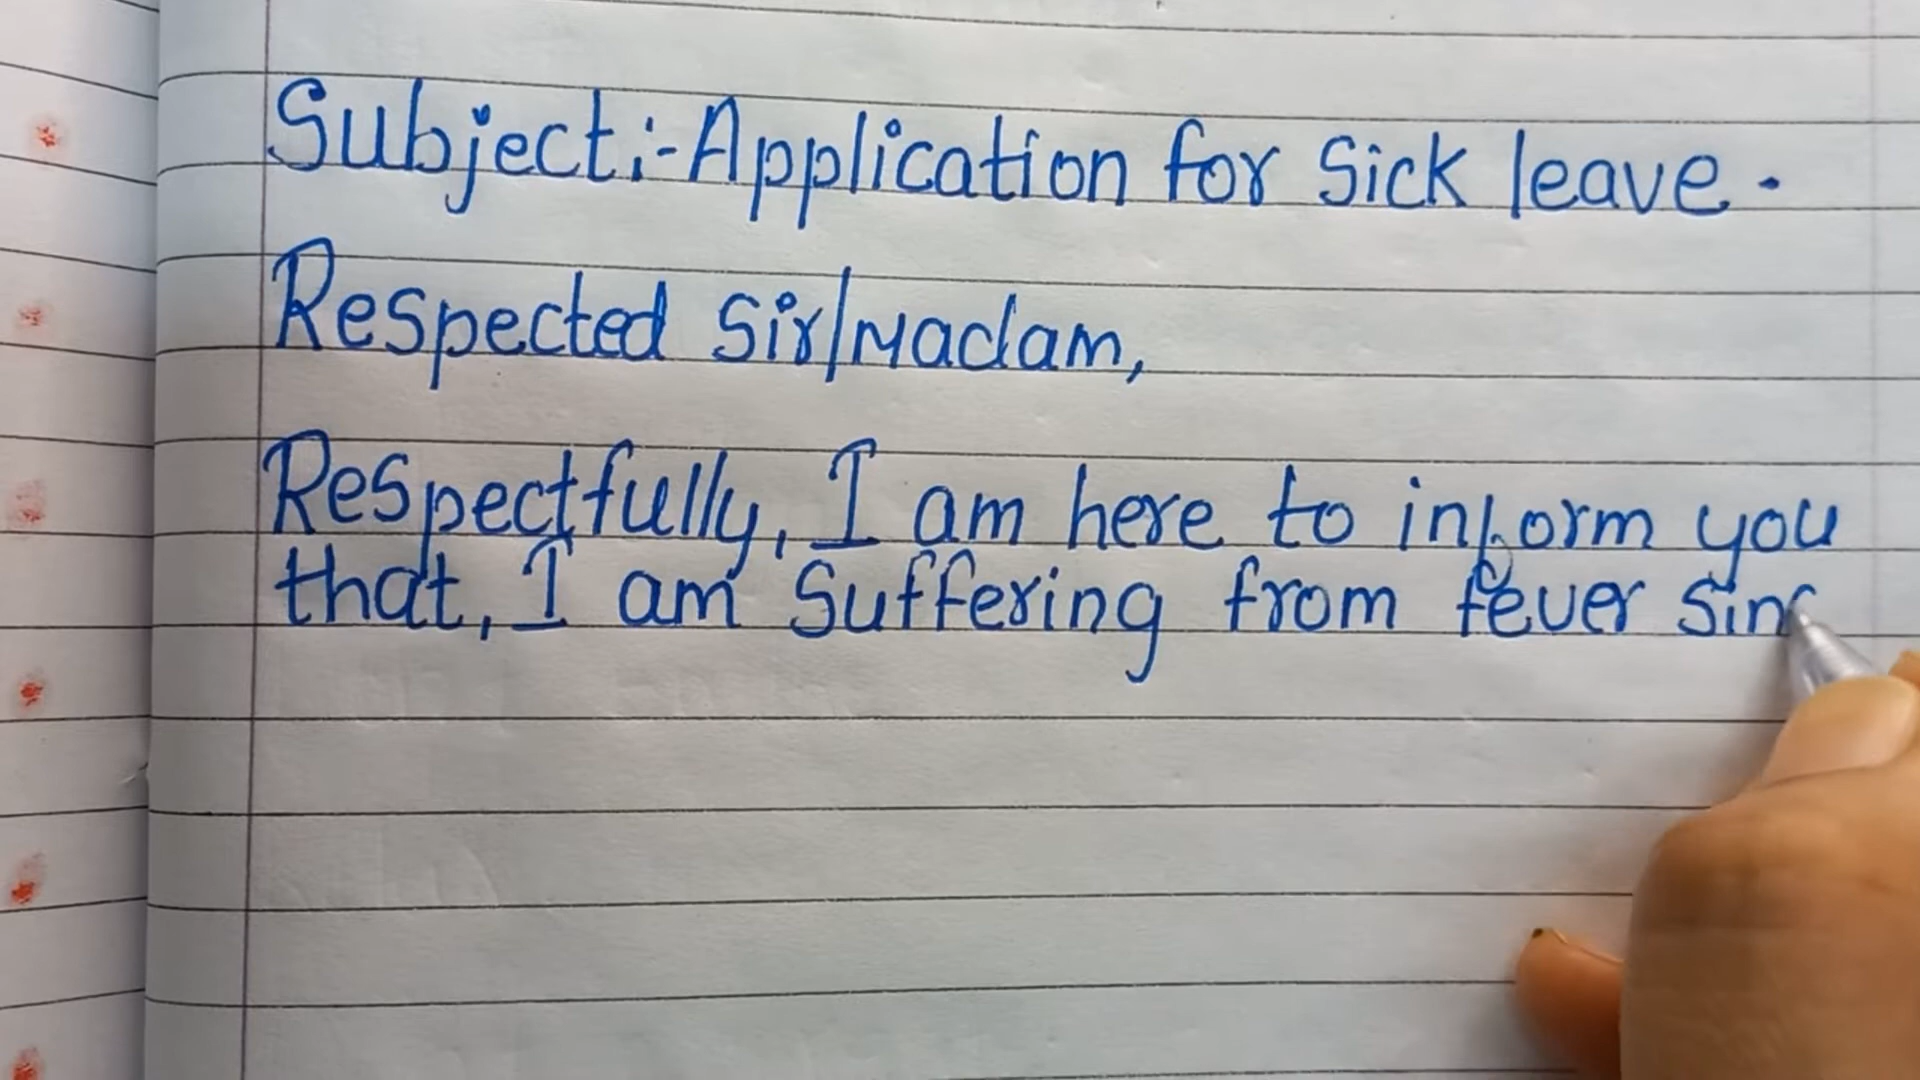 Subject:-Application for Sick leave.
Respected Sir/Madam,
Respectfully, I am here to inform you
that, I am Suffering from fever sinc